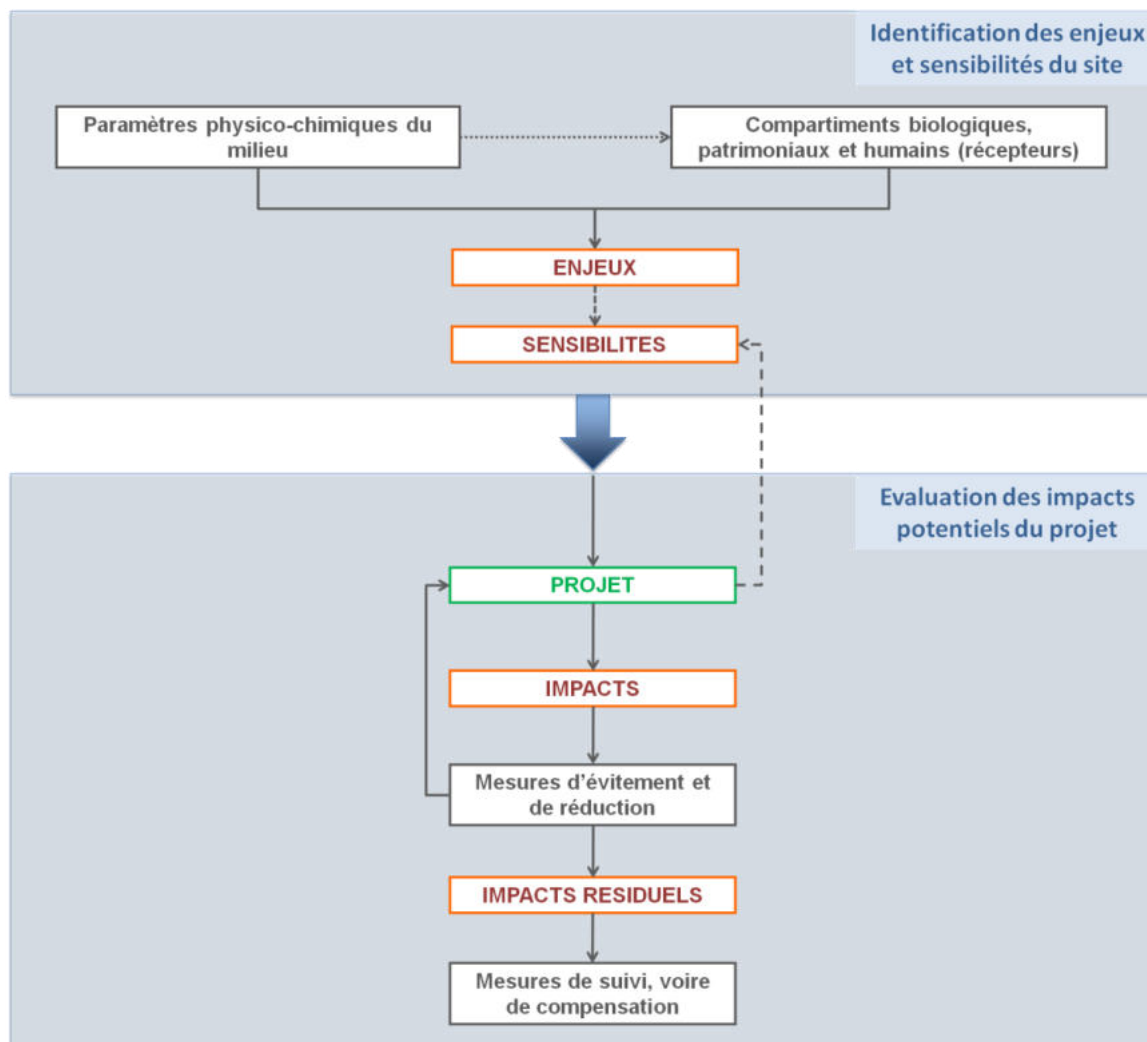 Identification des enjeux
et sensibilités du site
Paramètres physico-chimiques du
milieu
Compartiments biologiques,
patrimoniaux et humains (récepteurs)
ENJEUX
SENSIBILITES
Evaluation des impacts
potentiels du projet
PROJET
IMPACTS
Mesures d’évitement et
de réduction
IMPACTS RESIDUELS
Mesures de suivi, voire
de compensation